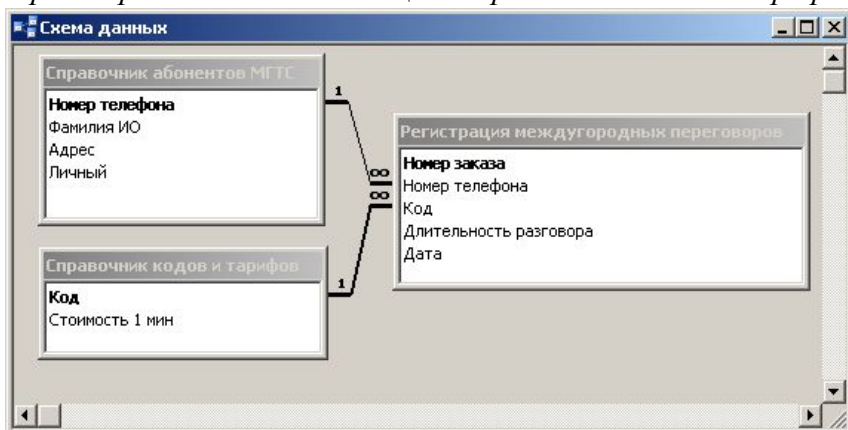 Схема данных
Справочник абонентов МГТС
Номер телефона
Фамилия ИО
Адрес
Личный
1
∞
∞
Регистрация междугородных переговоров
Номер заказа
Номер телефона
Код
Длительность разговора
Дата
Справочник кодов и тарифов
Код
Стоимость 1 мин
1